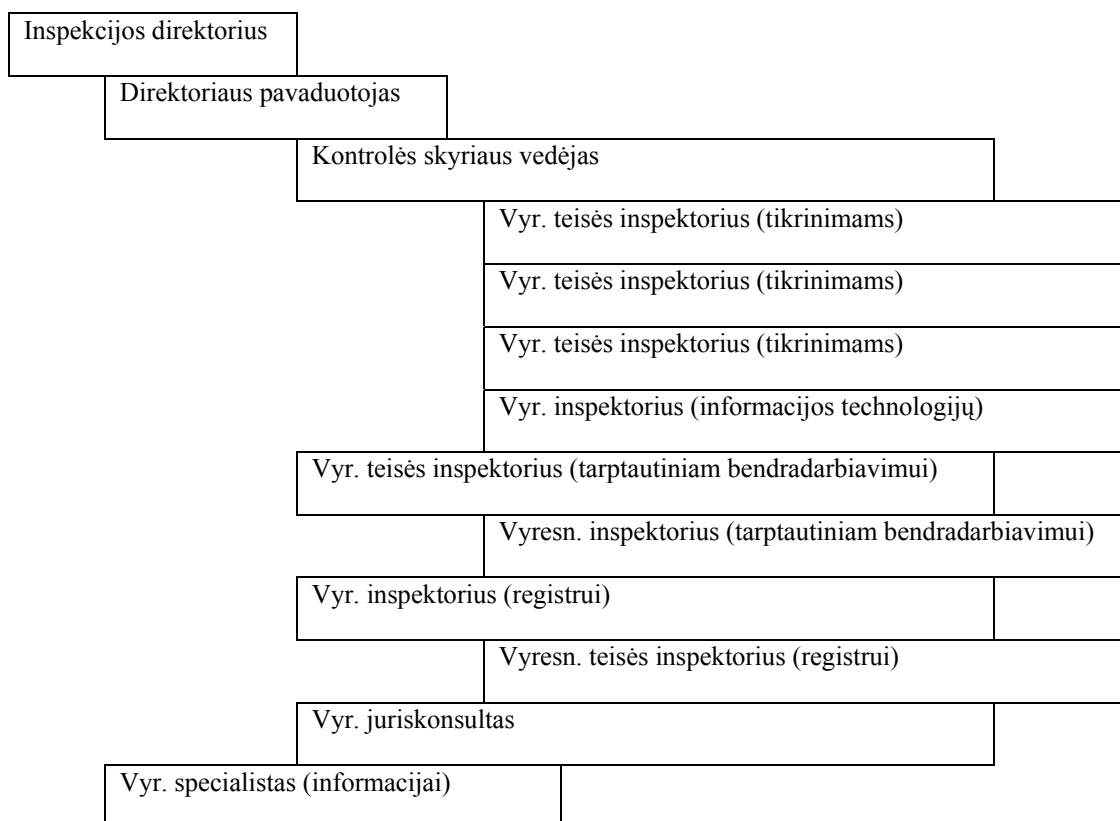 Inspekcijos direktorius
Direktoriaus pavaduotojas
Kontrolės skyriaus vedėjas
Vyr. teisės inspektorius (tikrinimams)
Vyr. teisės inspektorius (tikrinimams)
Vyr. teisės inspektorius (tikrinimams)
Vyr. inspektorius (informacijos technologijų)
Vyr. teisės inspektorius (tarptautiniam bendradarbiavimui)
Vyresn. inspektorius (tarptautiniam bendradarbiavimui)
Vyr. inspektorius (registrui)
Vyresn. teisės inspektorius (registrui)
Vyr. juriskonsultas
Vyr. specialistas (informacijai)